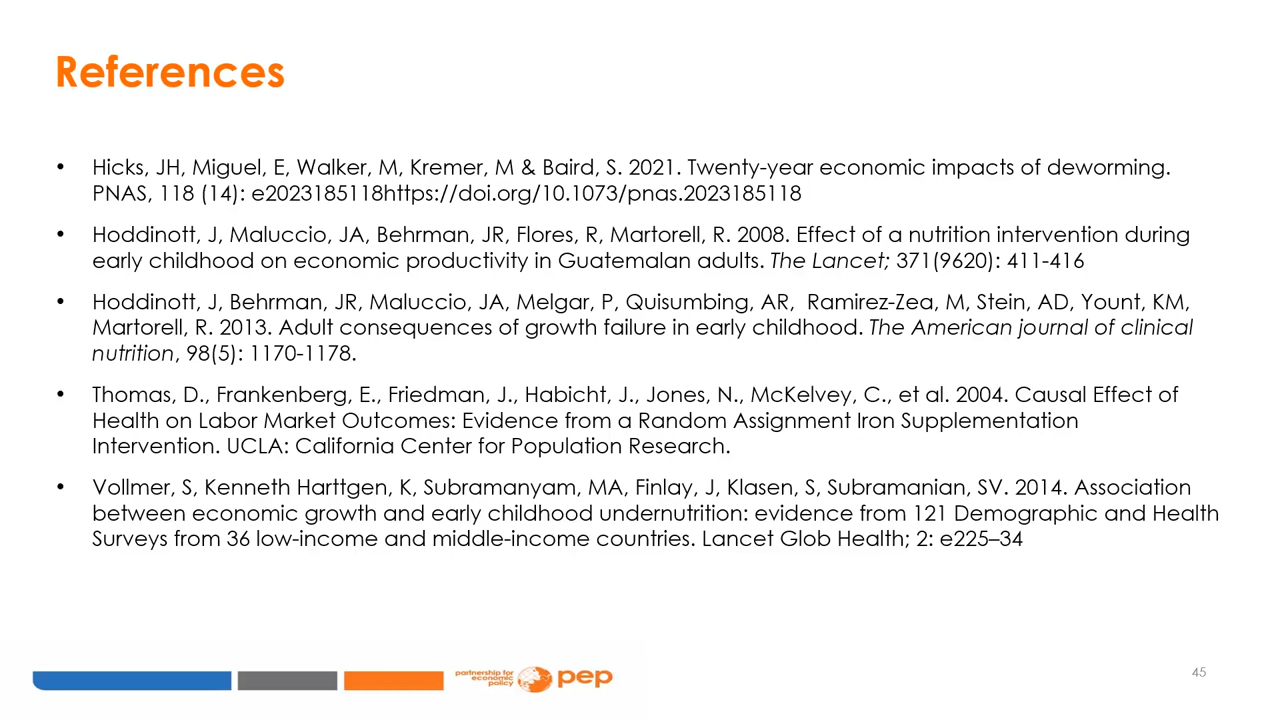 References
• Hicks, JH, Miguel, E, Walker, M, Kremer, M & Baird, S. 2021. Twenty-year economic impacts of deworming.
PNAS, 118 (14): e2023185118https://doi.org/10.1073/pnas.2023185118
• Hoddinott, J, Maluccio, JA, Behrman, JR, Flores, R, Martorell, R. 2008. Effect of a nutrition intervention during
early childhood on economic productivity in Guatemalan adults. The Lancet; 371(9620): 411-416
• Hoddinott, J, Behrman, JR, Maluccio, JA, Melgar, P, Quisumbing, AR,  Ramirez-Zea, M, Stein, AD, Yount, KM,
Martorell, R. 2013. Adult consequences of growth failure in early childhood. The American journal of clinical
nutrition, 98(5): 1170-1178.
• Thomas, D., Frankenberg, E., Friedman, J., Habicht, J., Jones, N., McKelvey, C., et al. 2004. Causal Effect of
Health on Labor Market Outcomes: Evidence from a Random Assignment Iron Supplementation
Intervention. UCLA: California Center for Population Research.
• Vollmer, S, Kenneth Harttgen, K, Subramanyam, MA, Finlay, J, Klasen, S, Subramanian, SV. 2014. Association
between economic growth and early childhood undernutrition: evidence from 121 Demographic and Health
Surveys from 36 low-income and middle-income countries. Lancet Glob Health; 2: e225–34
partnership for
economic
policy
pep
45